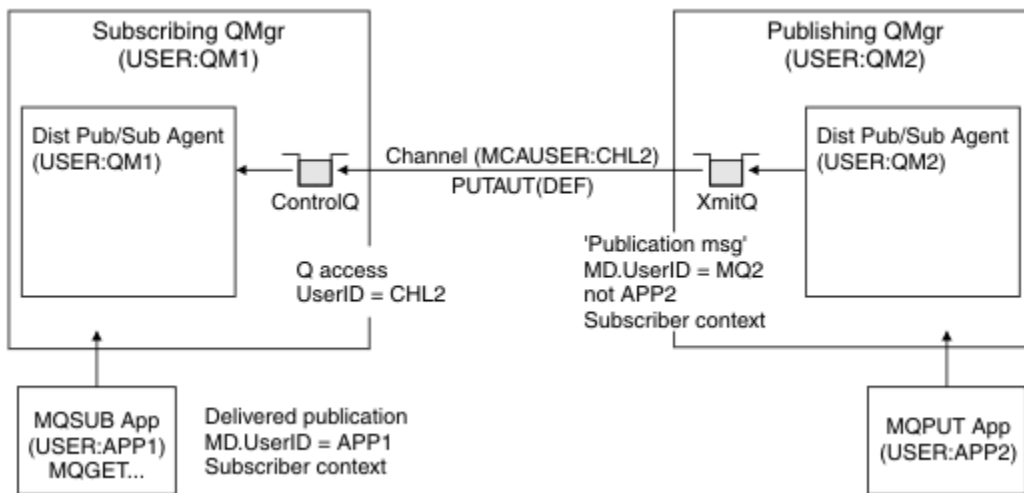 Subscribing QMgr
(USER:QM1)
Publishing QMgr
(USER:QM2)
Dist Pub/Sub Agent
(USER:QM1)
ControlQ
Channel (MCAUSER:CHL2)
PUTAUT(DEF)
XmitQ
Dist Pub/Sub Agent
(USER:QM2)
Q access
UserID = CHL2
'Publication msg'
MD.UserID = MQ2
not APP2
Subscriber context
MQSUB App
(USER:APP1)
MQGET...
Delivered publication
MD.UserID = APP1
Subscriber context
MQPUT App
(USER:APP2)